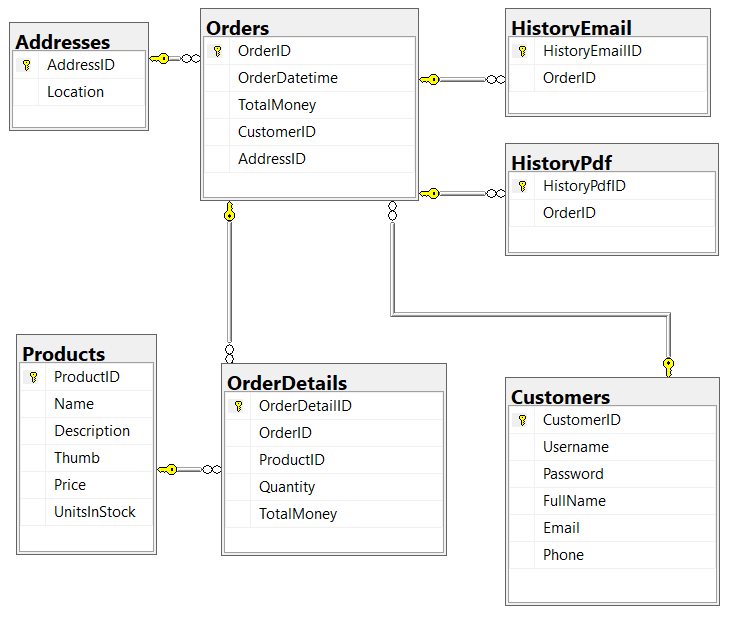 Addresses
AddressID
Location
Orders
OrderID
OrderDatetime
TotalMoney
CustomerID
AddressID
HistoryEmail
HistoryEmailID
OrderID
HistoryPdf
HistoryPdfID
OrderID
Products
ProductID
Name
Description
Thumb
Price
UnitsInStock
OrderDetails
OrderDetailID
OrderID
ProductID
Quantity
TotalMoney
Customers
CustomerID
Username
Password
FullName
Email
Phone